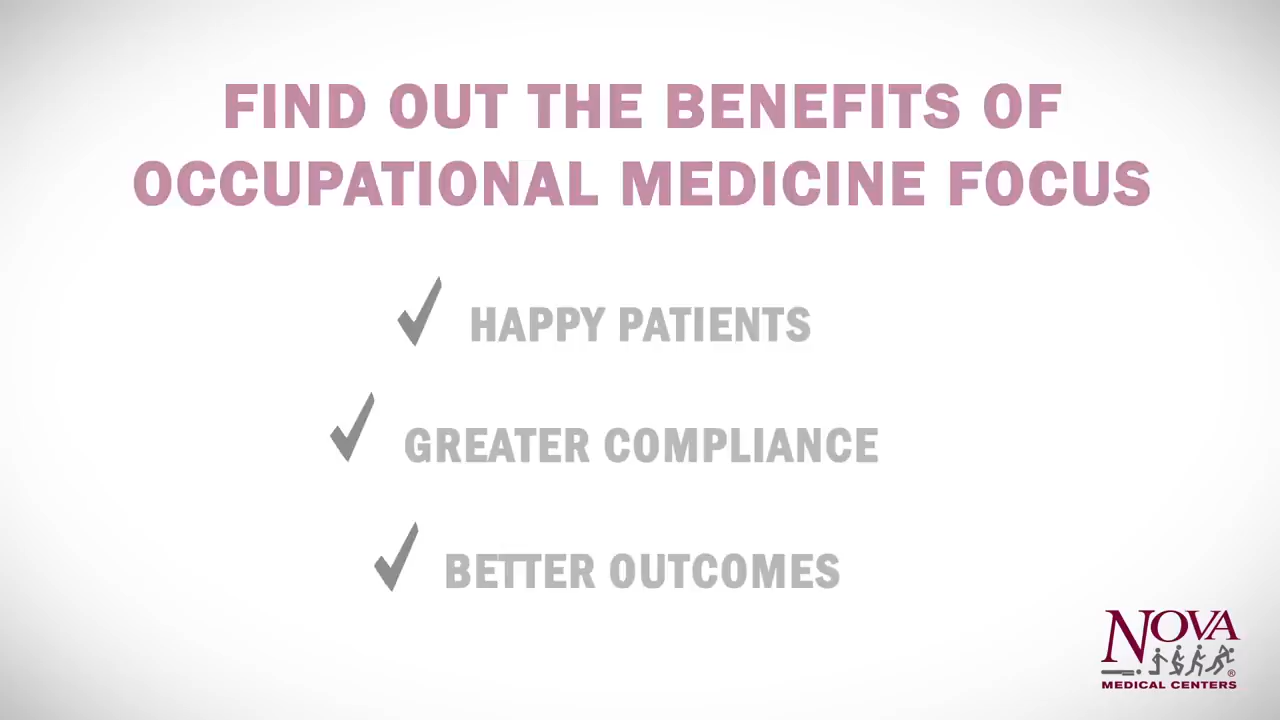 FIND OUT THE BENEFITS OF
OCCUPATIONAL MEDICINE FOCUS
HAPPY PATIENTS
GREATER COMPLIANCE
BETTER OUTCOMES
NOVA
®
MEDICAL CENTERS